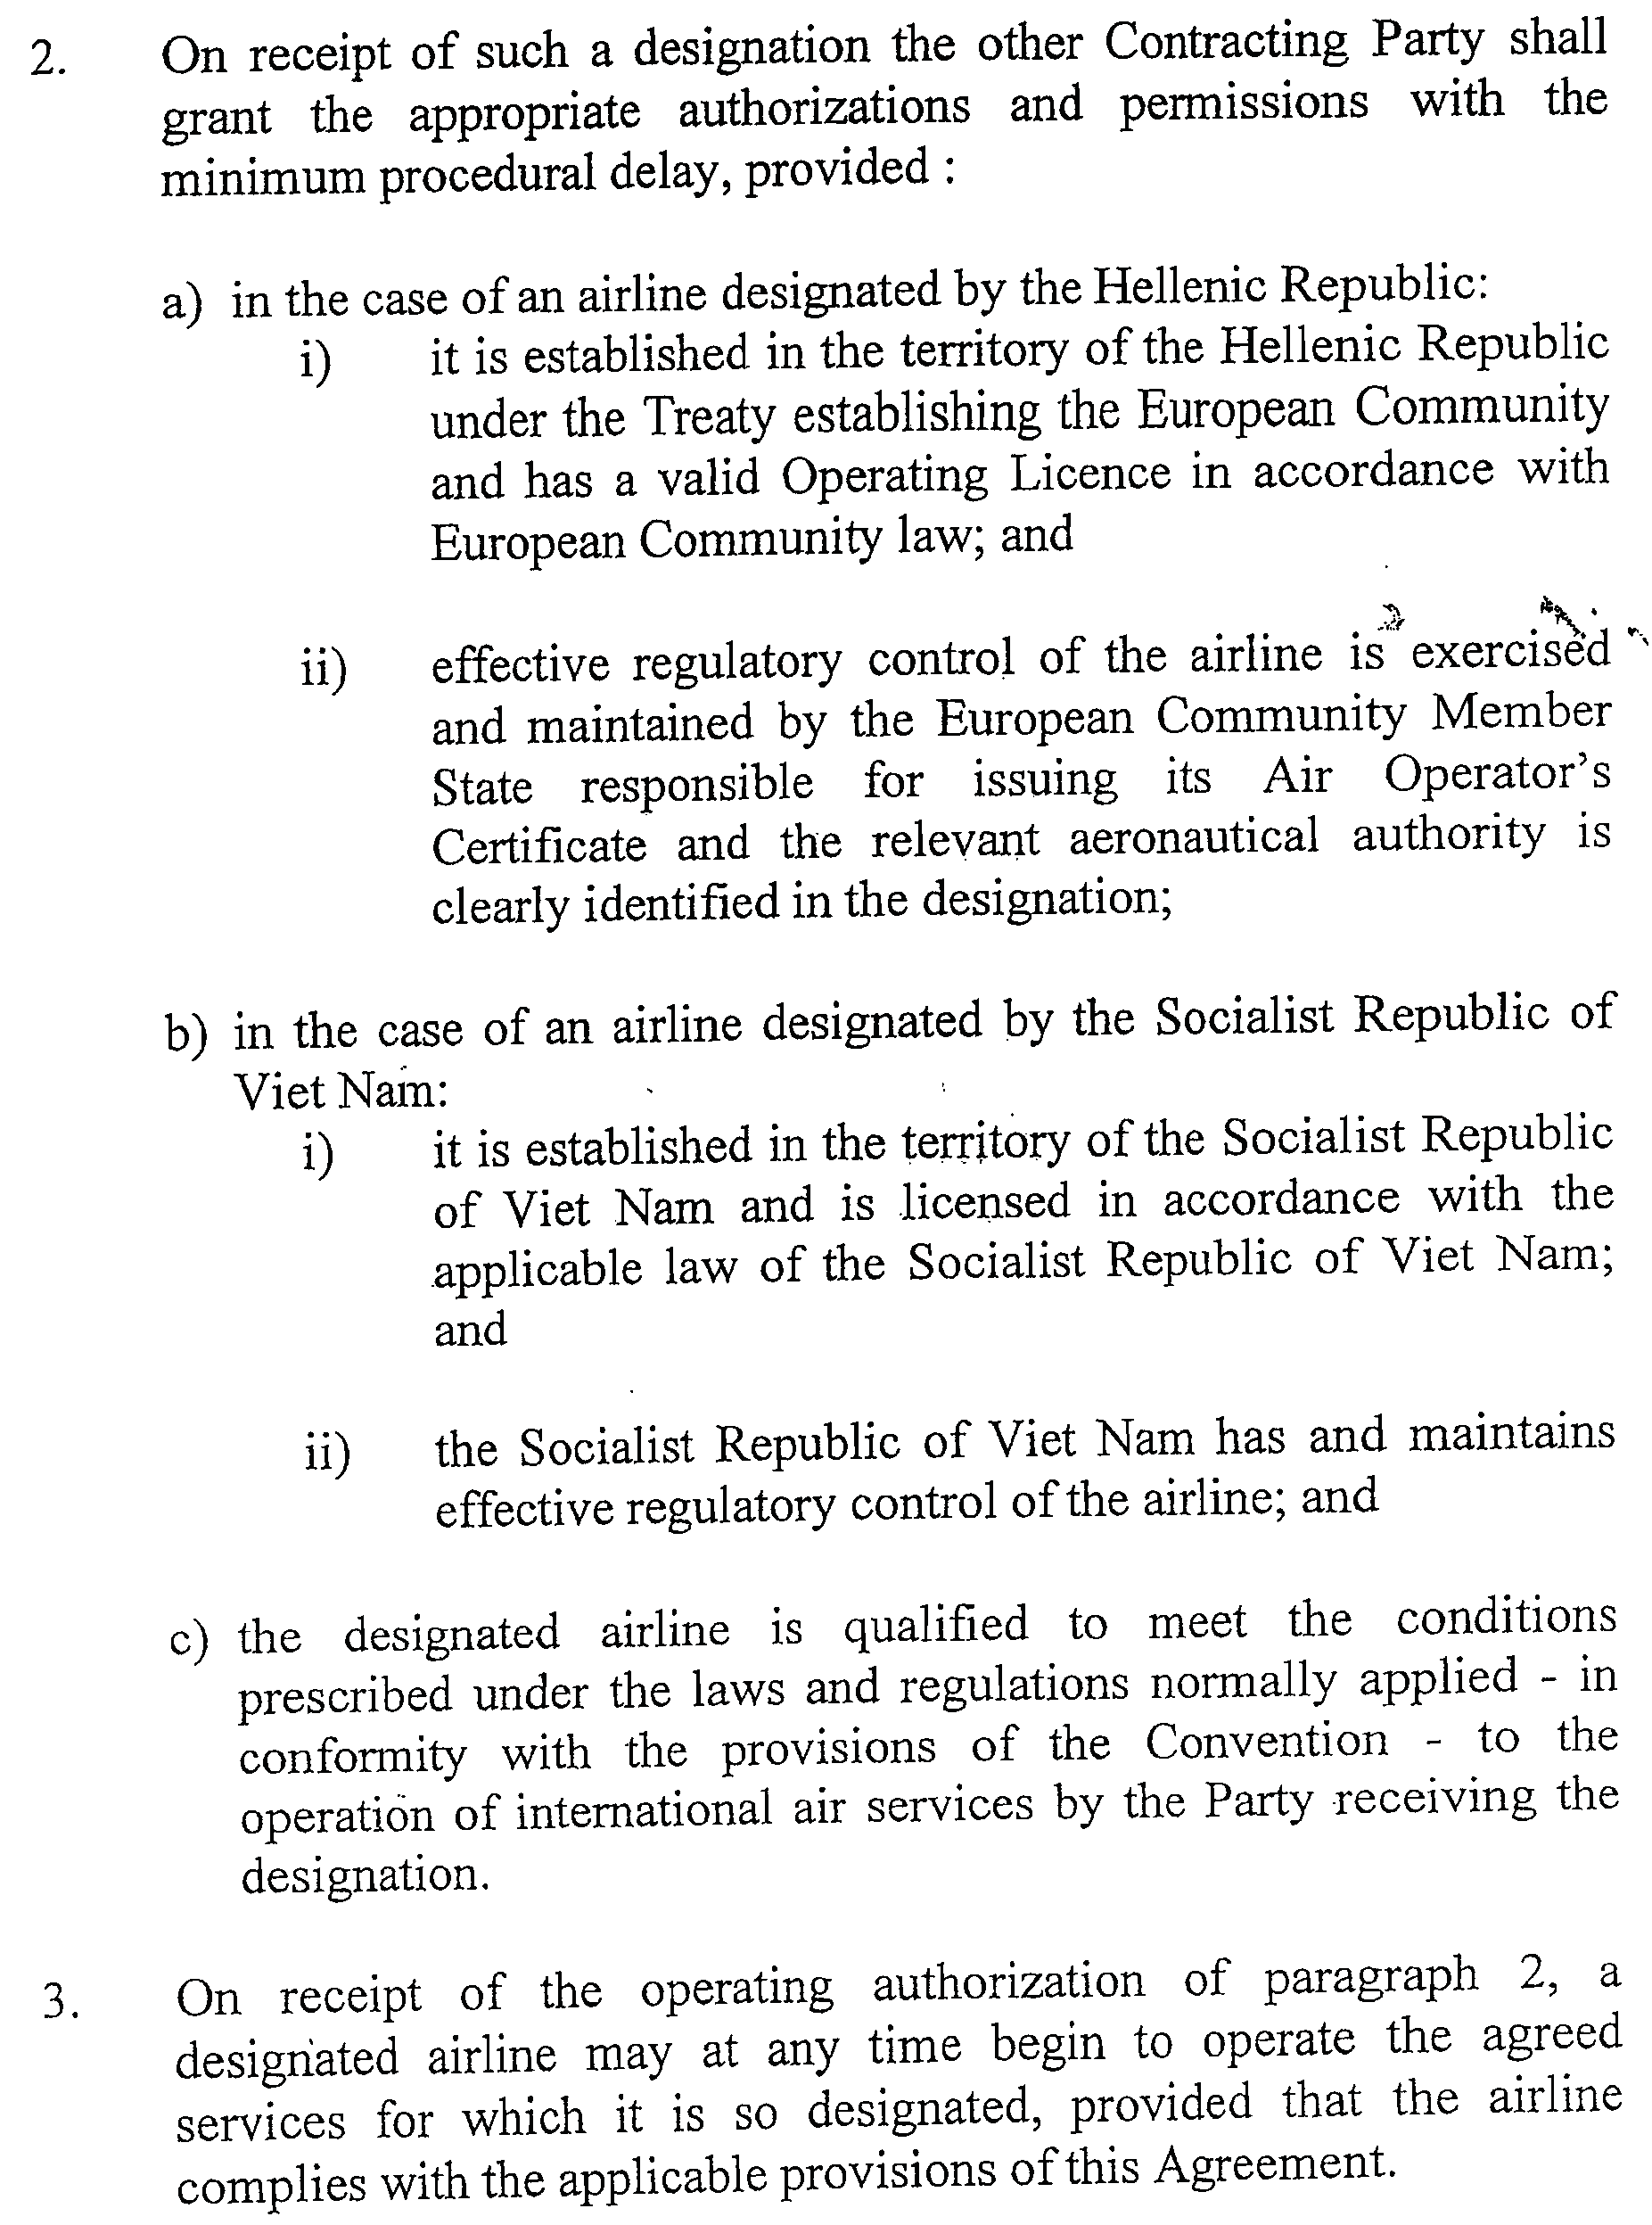 2. On receipt of such a designation the other Contracting Party shall
grant the appropriate authorizations and permissions with the
minimum procedural delay, provided :
a) in the case of an airline designated by the Hellenic Republic:
i) it is established in the territory of the Hellenic Republic
under the Treaty establishing the European Community
and has a valid Operating Licence in accordance with
European Community law; and
ii) effective regulatory control of the airline is exercised
and maintained by the European Community Member
State responsible for issuing its Air Operator's
Certificate and the relevant aeronautical authority is
clearly identified in the designation;
b) in the case of an airline designated by the Socialist Republic of
Viet Nam:
i) it is established in the territory of the Socialist Republic
of Viet Nam and is licensed in accordance with the
applicable law of the Socialist Republic of Viet Nam;
and
ii) the Socialist Republic of Viet Nam has and maintains
effective regulatory control of the airline; and
c) the designated airline is qualified to meet the conditions
prescribed under the laws and regulations normally applied - in
conformity with the provisions of the Convention - to the
operation of international air services by the Party receiving the
designation.
3. On receipt of the operating authorization of paragraph 2, a
designated airline may at any time begin to operate the agreed
services for which it is so designated, provided that the airline
complies with the applicable provisions of this Agreement.